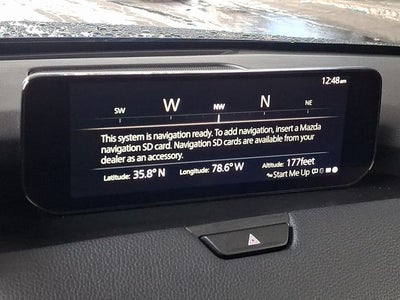 12:48am
SW W NW N NE
This system is navigation ready. To add navigation, insert a Mazda
navigation SD card. Navigation SD cards are available from your
dealer as an accessory.
Latitude: 35.8° N Longitude: 78.6° W Altitude: 177feet
Start Me Up